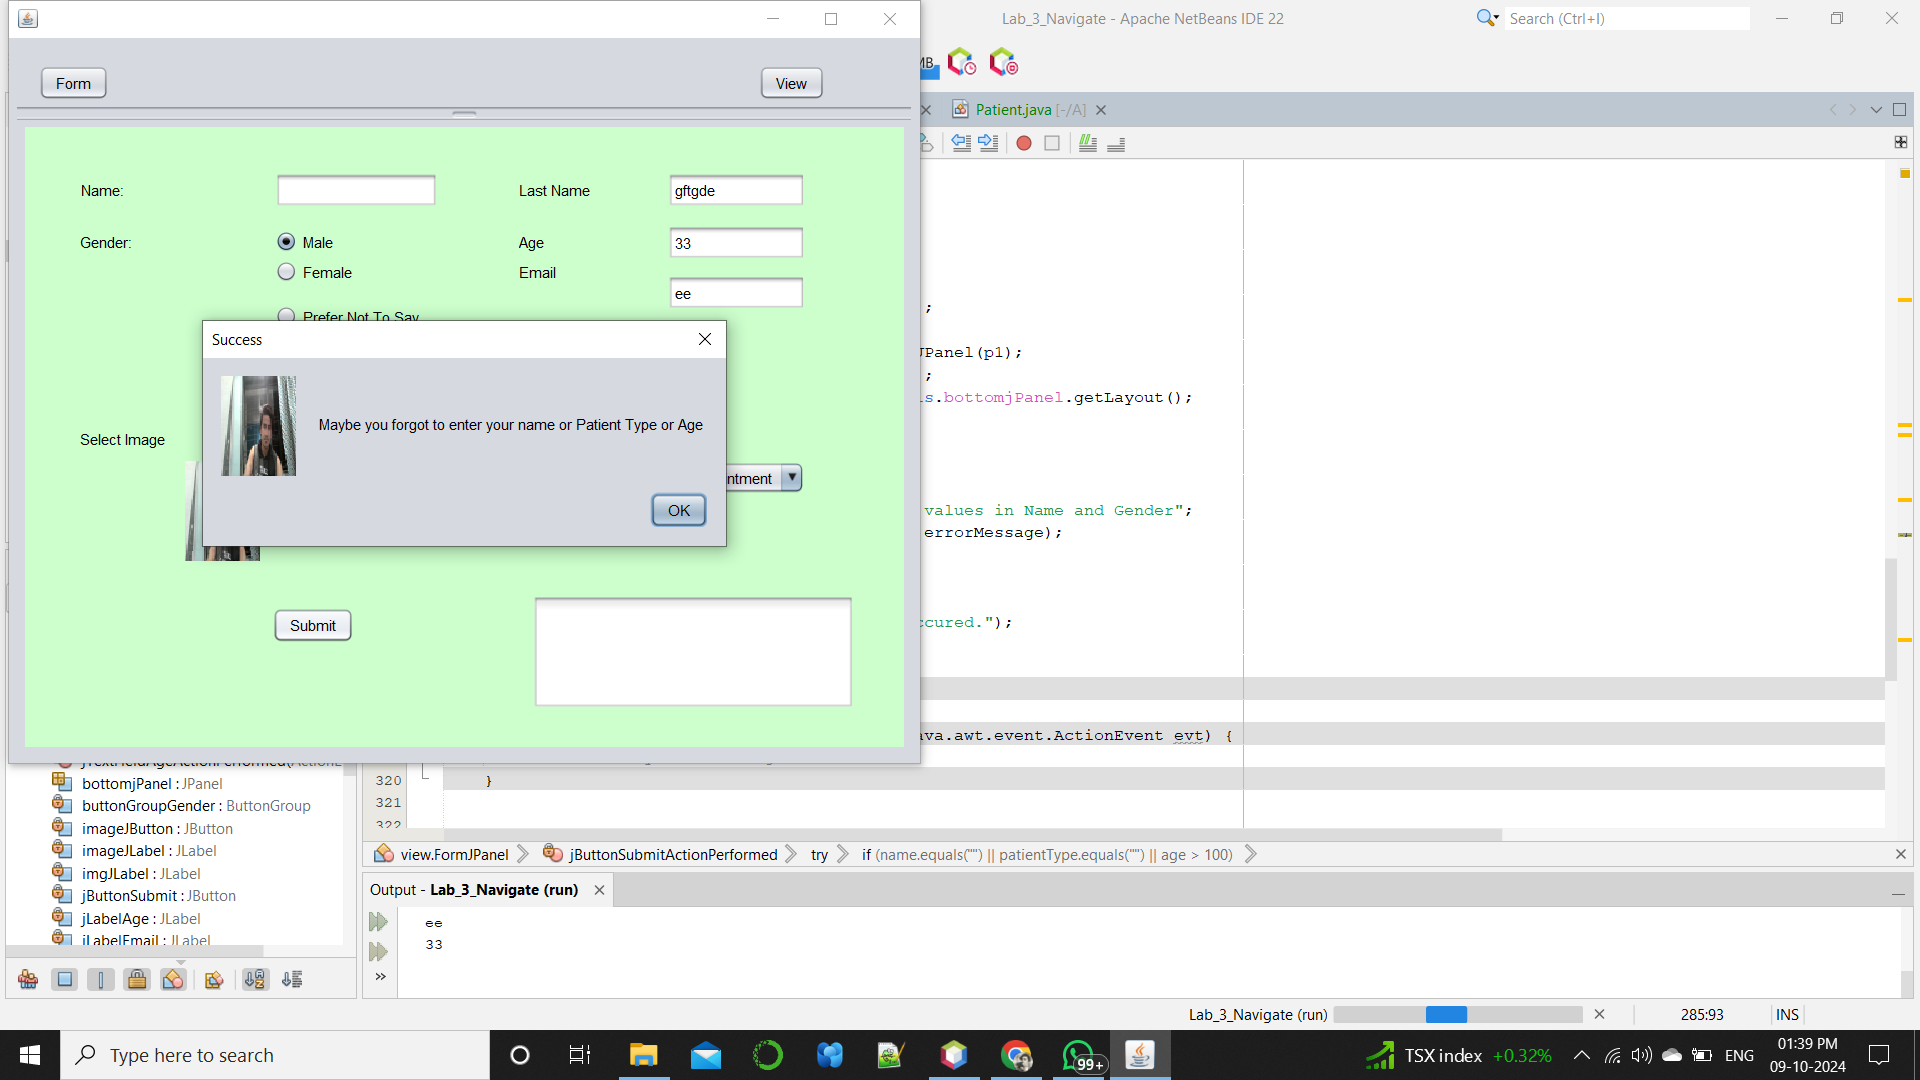 Lab_3_Navigate - Apache NetBeans IDE 22
Search (Ctrl+I)
Form
View
Patient.java [-/A]
Name:
Last Name
gftgde
Gender:
Male
Age
33
Female
Email
ee
Prefer Not To Say
Success
Maybe you forgot to enter your name or Patient Type or Age
OK
Select Image
ntment
Submit
;
JPanel(p1);
;
s.bottomjPanel.getLayout();
values in Name and Gender";
errorMessage);
ccured.");
ava.awt.event.ActionEvent evt) {
320
}
321
322
jTextFieldAgeActionPerformed(ActionE
bottomjPanel : JPanel
buttonGroupGender : ButtonGroup
imageJButton : JButton
imageJLabel : JLabel
imgJLabel : JLabel
jButtonSubmit : JButton
jLabelAge : JLabel
jLabelEmail : JLabel
view.FormJPanel
jButtonSubmitActionPerformed
try
if (name.equals("") || patientType.equals("") || age > 100)
Output - Lab_3_Navigate (run)
ee
33
Lab_3_Navigate (run)
285:93
INS
Type here to search
99+
TSX index +0.32%
ENG
01:39 PM
09-10-2024